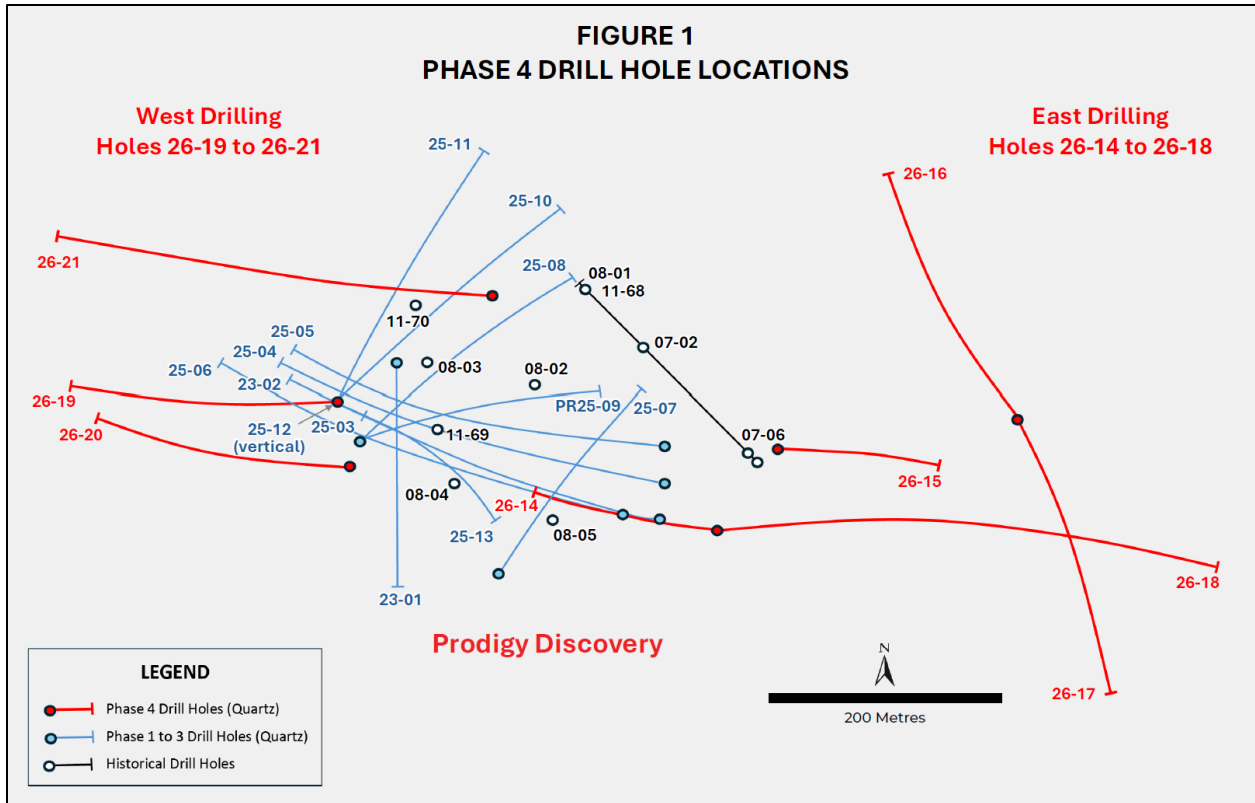 FIGURE 1
PHASE 4 DRILL HOLE LOCATIONS
West Drilling
Holes 26-19 to 26-21
East Drilling
Holes 26-14 to 26-18
25-11
26-16
25-10
26-21
25-08
08-01
11-68
11-70
25-05
07-02
25-04
25-06
08-03
08-02
23-02
26-19
PR25-09
25-07
25-12
(vertical)
25-03
26-20
11-69
07-06
26-15
08-04
26-14
25-13
08-05
26-18
23-01
Prodigy Discovery
26-17
N
200 Metres
LEGEND
Phase 4 Drill Holes (Quartz)
Phase 1 to 3 Drill Holes (Quartz)
Historical Drill Holes